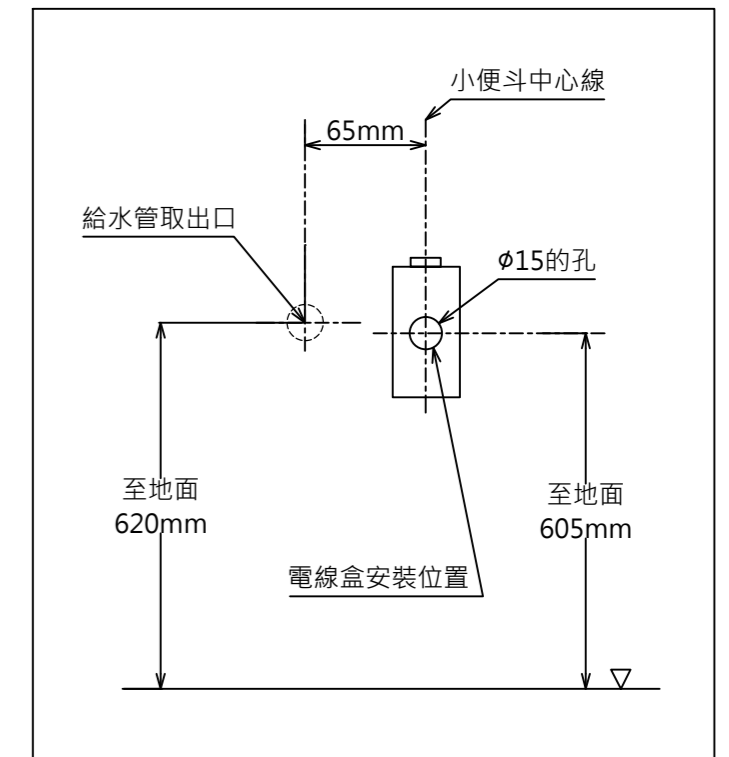 小便斗中心線
65mm
給水管取出口
φ15的孔
至地面
620mm
至地面
605mm
電線盒安裝位置